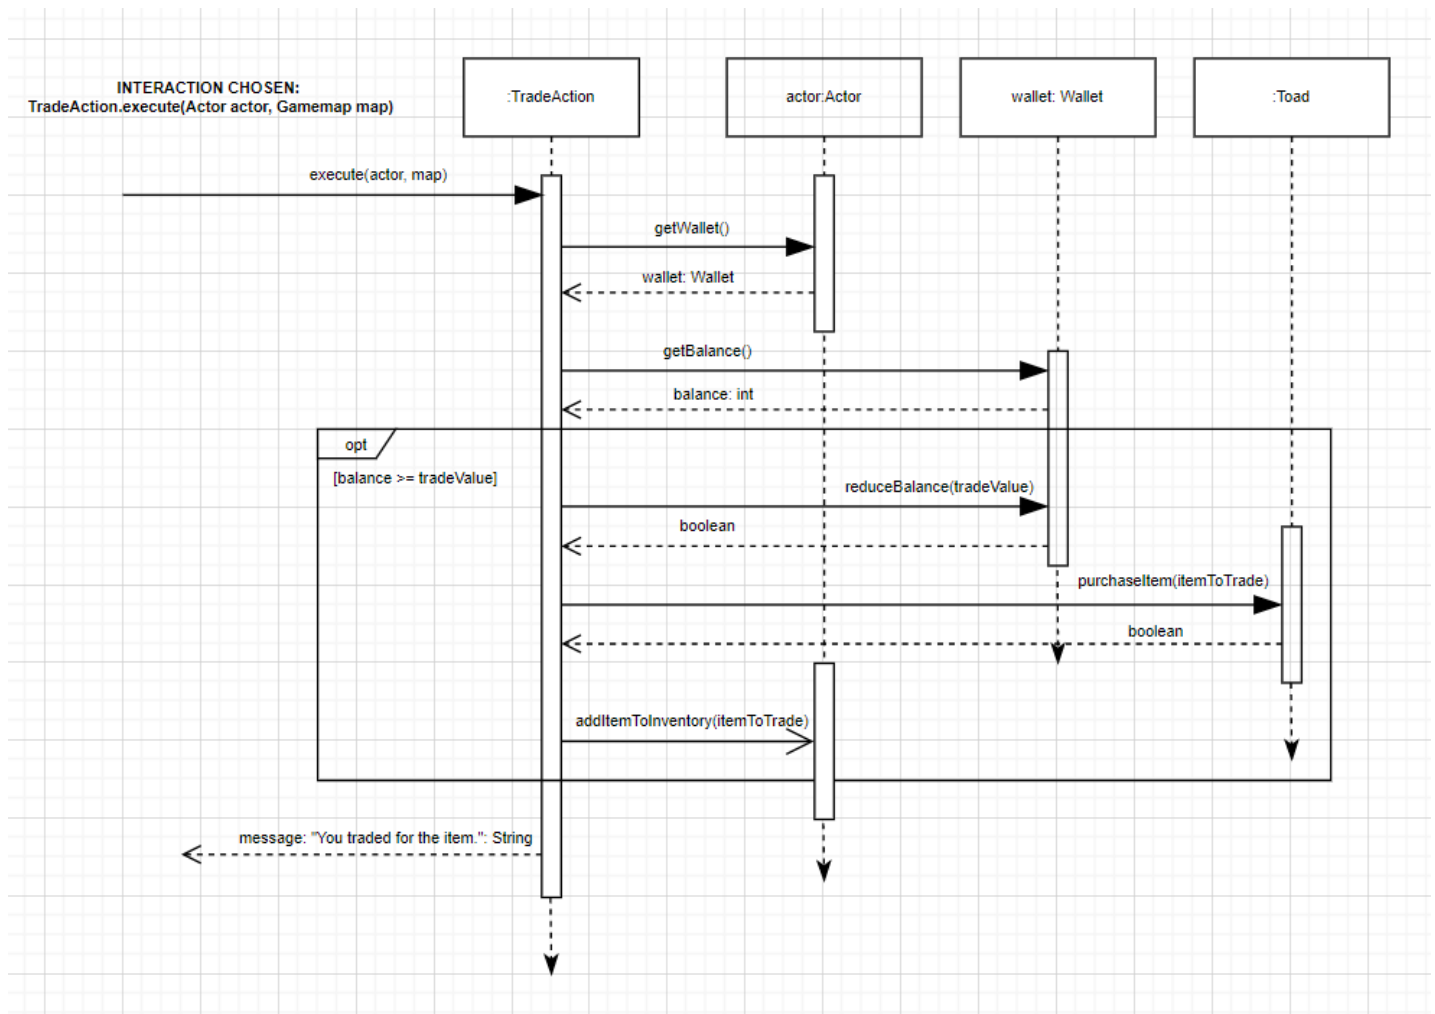 INTERACTION CHOSEN:
TradeAction.execute(Actor actor, Gamemap map)
:TradeAction
actor:Actor
wallet: Wallet
:Toad
execute(actor, map)
getWallet()
wallet: Wallet
getBalance()
balance: int
opt
[balance >= tradeValue]
reduceBalance(tradeValue)
boolean
purchaseItem(itemToTrade)
boolean
addItemToInventory(itemToTrade)
message: "You traded for the item.": String